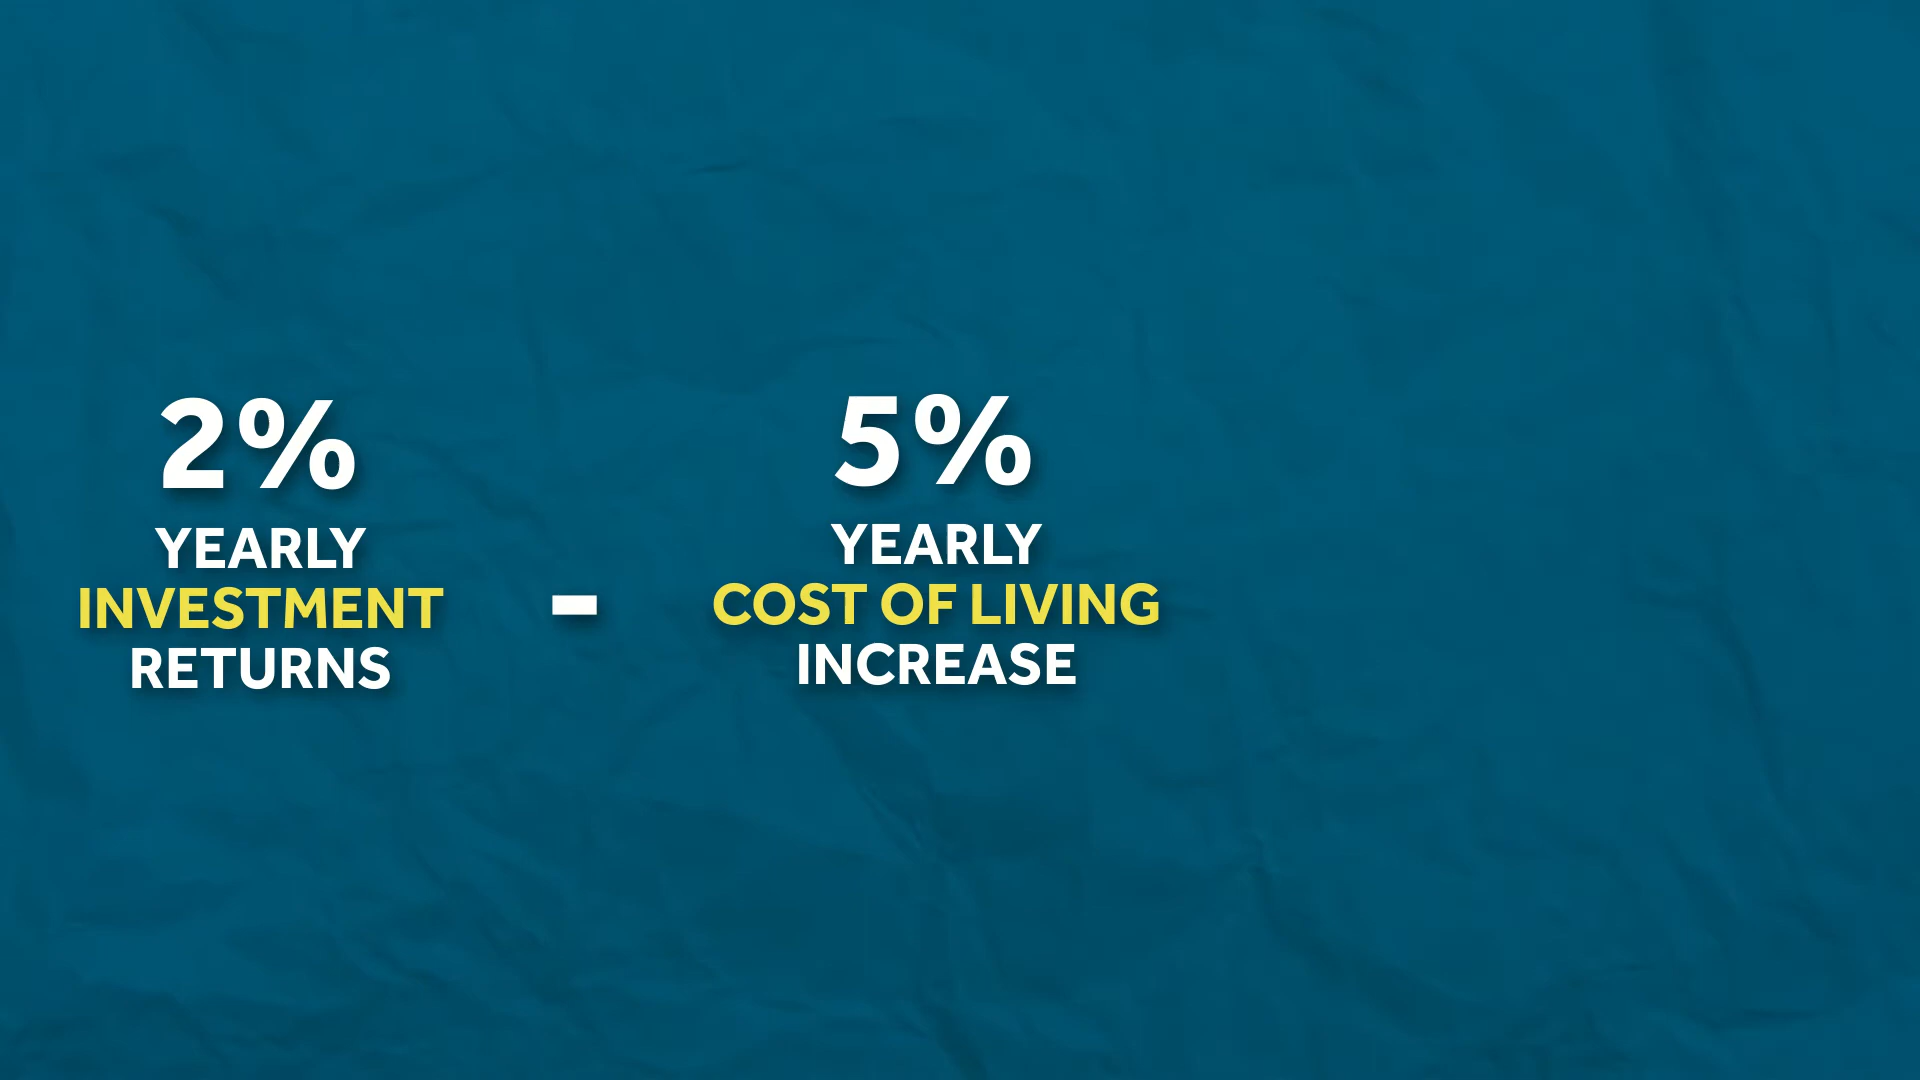 2%
YEARLY
INVESTMENT
RETURNS
-
5%
YEARLY
COST OF LIVING
INCREASE